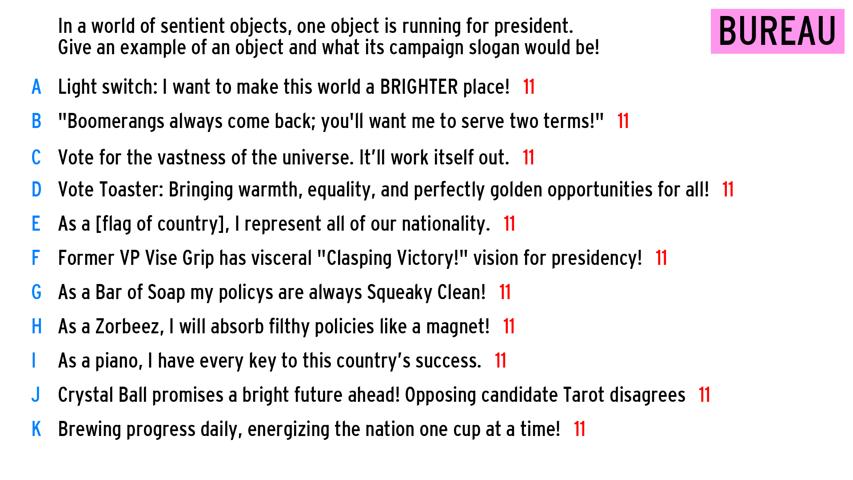 In a world of sentient objects, one object is running for president.
Give an example of an object and what its campaign slogan would be!
BUREAU
A Light switch: I want to make this world a BRIGHTER place! 11
B "Boomerangs always come back; you'll want me to serve two terms!" 11
C Vote for the vastness of the universe. It’ll work itself out. 11
D Vote Toaster: Bringing warmth, equality, and perfectly golden opportunities for all! 11
E As a [flag of country], I represent all of our nationality. 11
F Former VP Vise Grip has visceral "Clasping Victory!" vision for presidency! 11
G As a Bar of Soap my policys are always Squeaky Clean! 11
H As a Zorbeez, I will absorb filthy policies like a magnet! 11
I As a piano, I have every key to this country’s success. 11
J Crystal Ball promises a bright future ahead! Opposing candidate Tarot disagrees 11
K Brewing progress daily, energizing the nation one cup at a time! 11